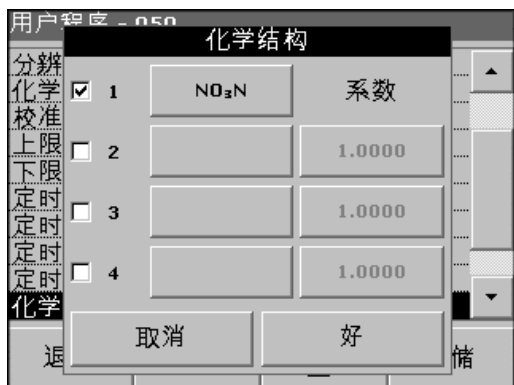 用户程序 - 050
化学结构
分辨
化学
校准
上限
下限
定时
定时
定时
定时
化学
1 NO₃N 系数
2 1.0000
3 1.0000
4 1.0000
取消 好
退 储